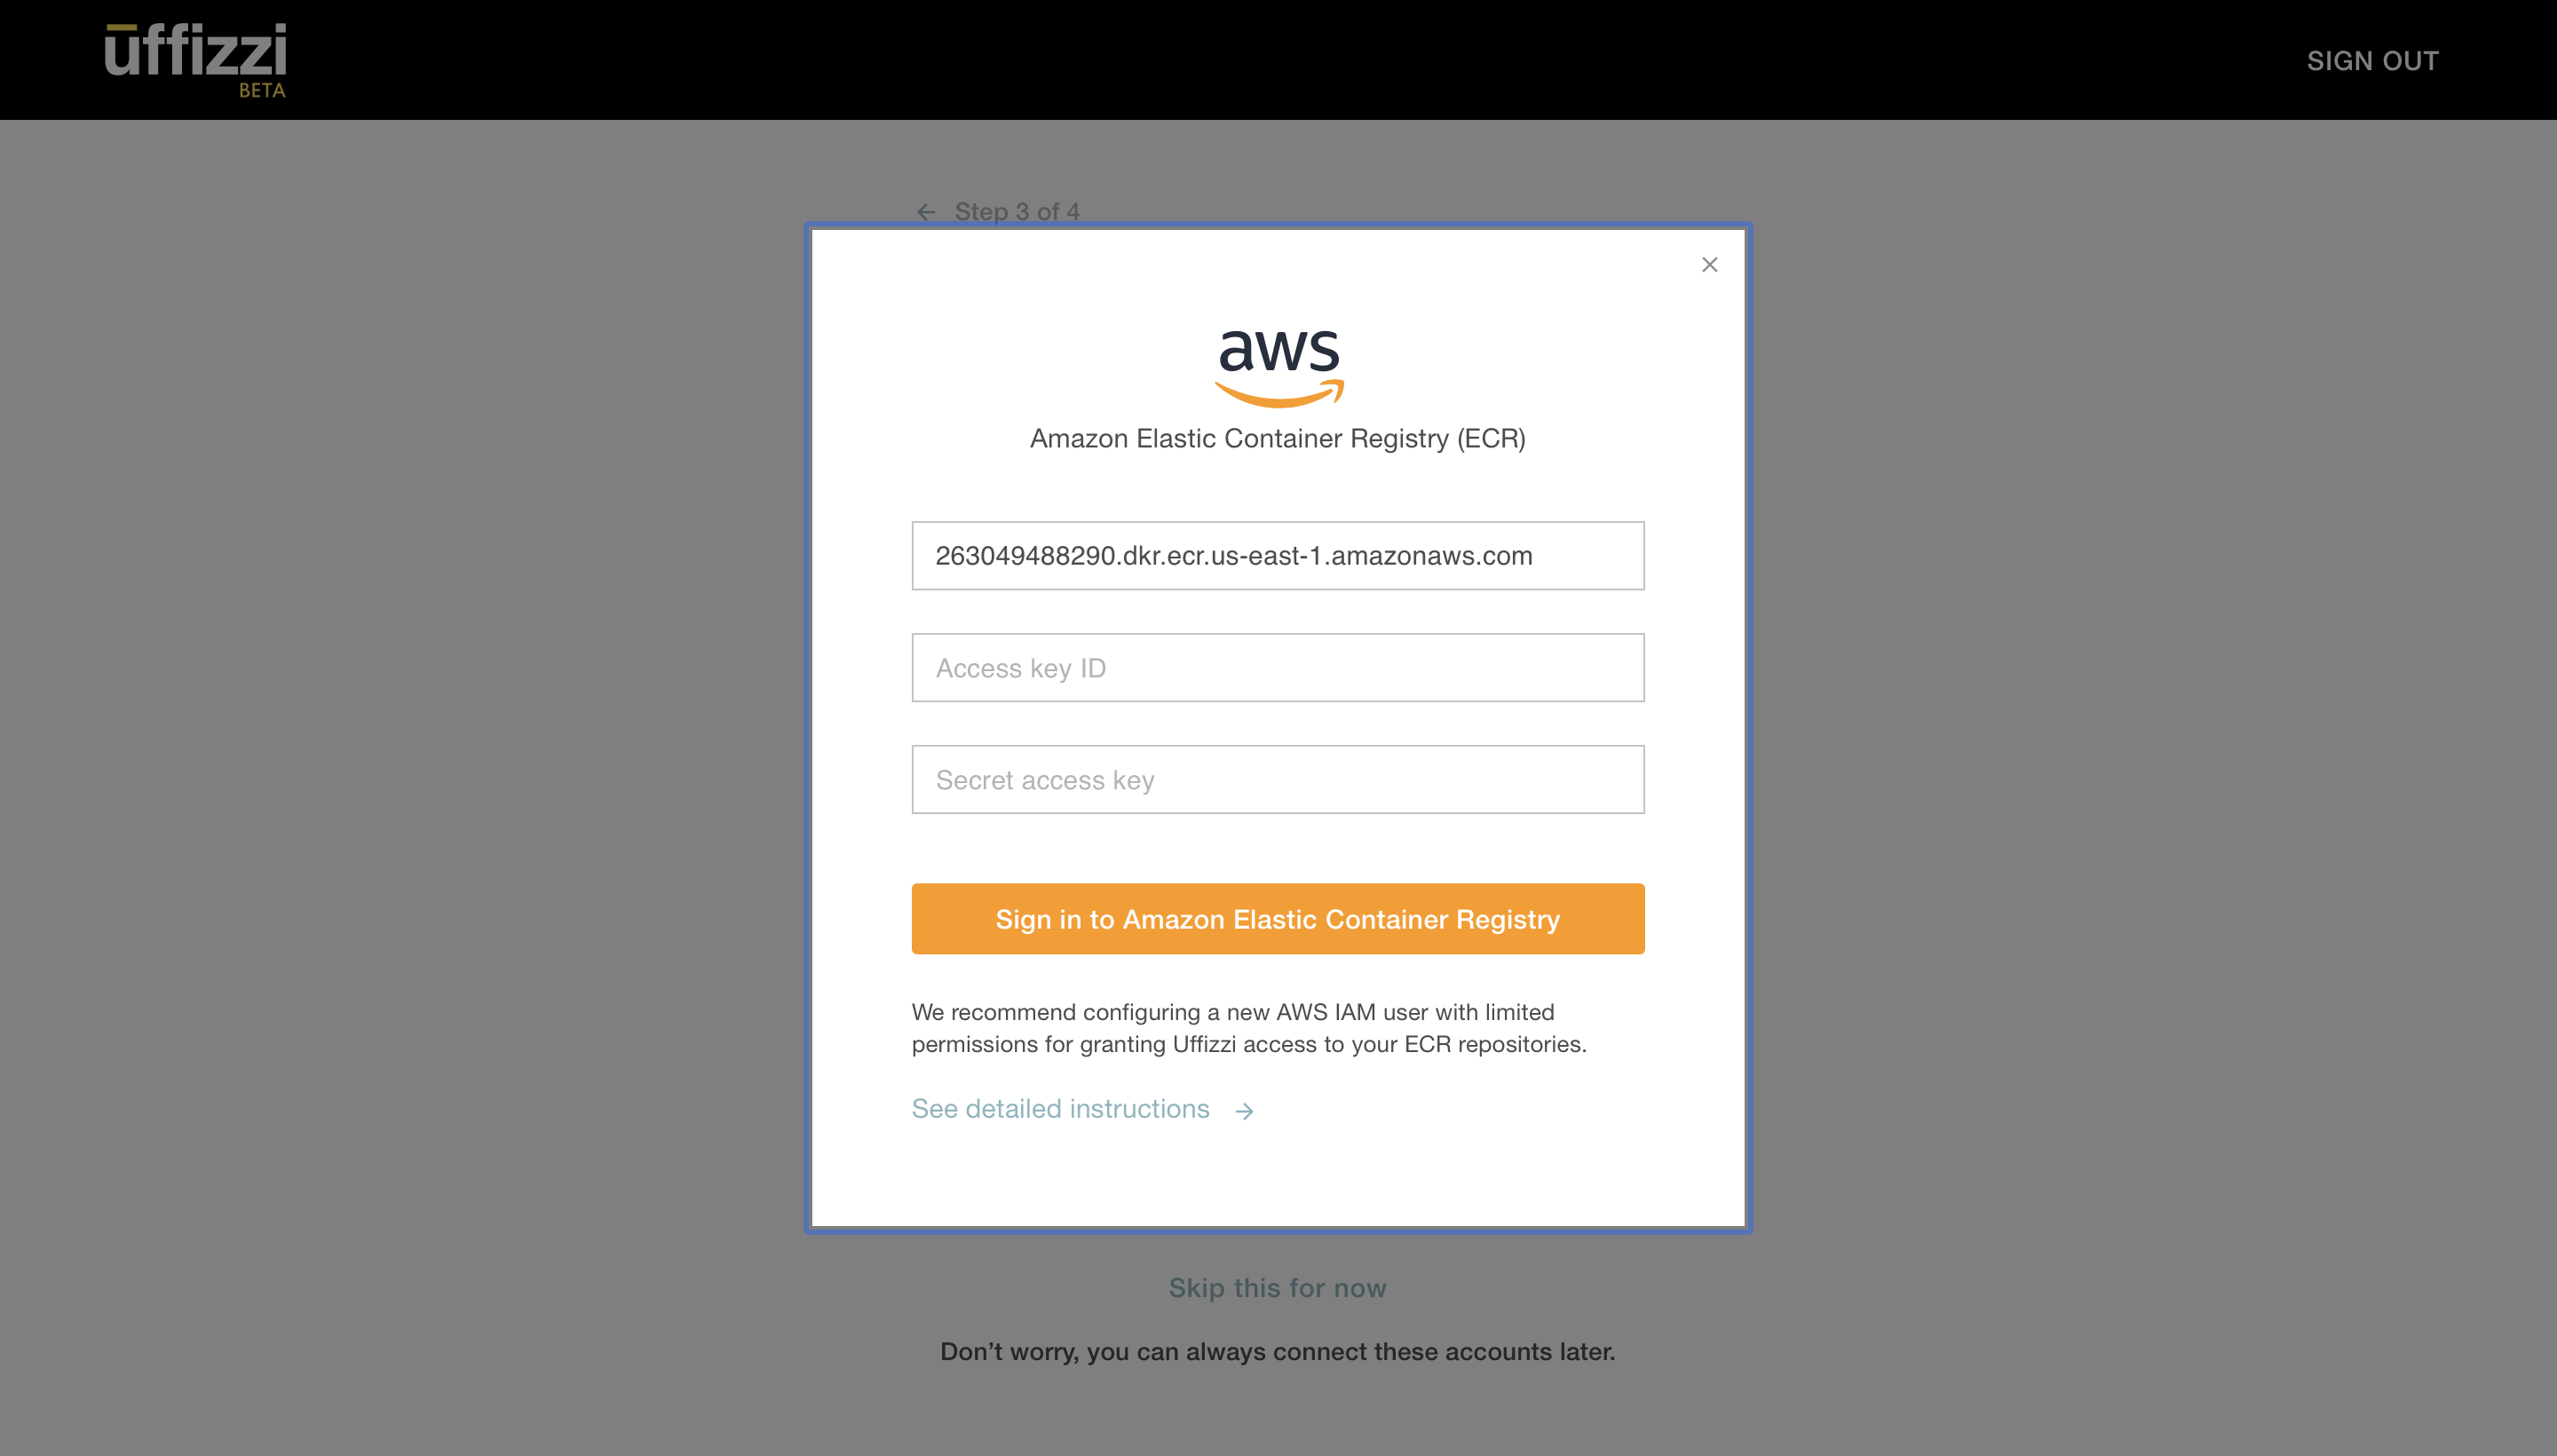 uffizzi
BETA
SIGN OUT
Step 3 of 4
aws
Amazon Elastic Container Registry (ECR)
263049488290.dkr.ecr.us-east-1.amazonaws.com
Access key ID
Secret access key
Sign in to Amazon Elastic Container Registry
We recommend configuring a new AWS IAM user with limited
permissions for granting Uffizzi access to your ECR repositories.
See detailed instructions
Skip this for now
Don’t worry, you can always connect these accounts later.